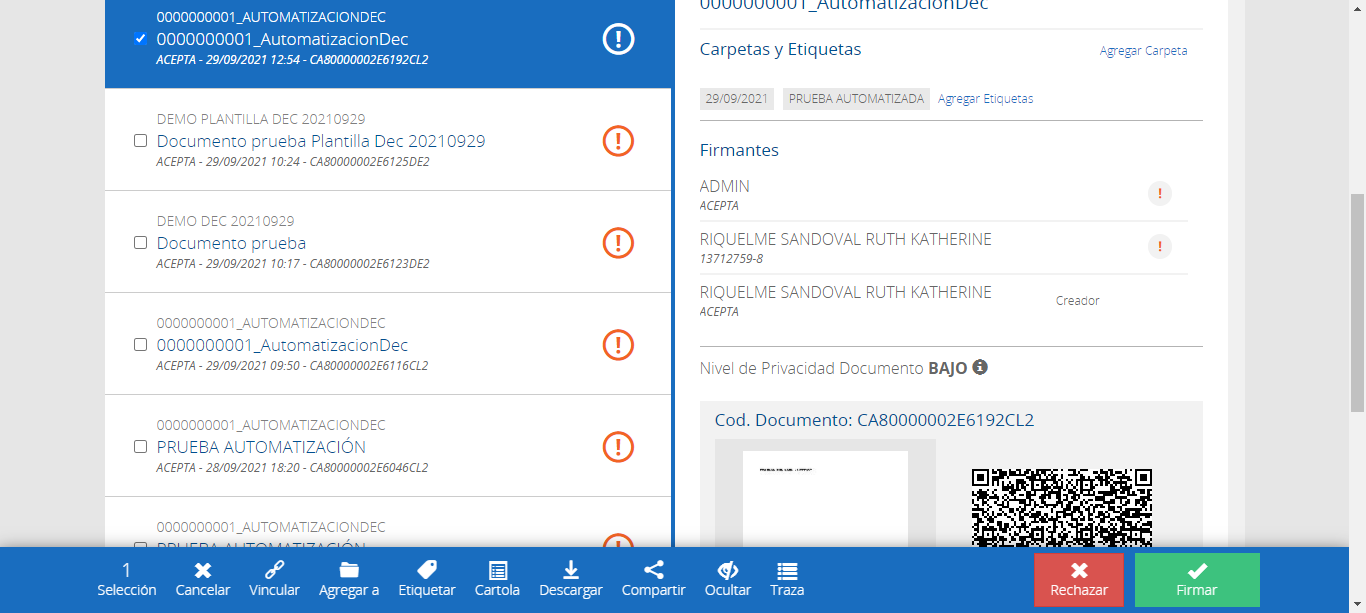 0000000001_AUTOMATIZACIONDEC
0000000001_AutomatizacionDec
ACEPTA - 29/09/2021 12:54 - CA80000002E6192CL2
DEMO PLANTILLA DEC 20210929
Documento prueba Plantilla Dec 20210929
ACEPTA - 29/09/2021 10:24 - CA80000002E6125DE2
DEMO DEC 20210929
Documento prueba
ACEPTA - 29/09/2021 10:17 - CA80000002E6123DE2
0000000001_AUTOMATIZACIONDEC
0000000001_AutomatizacionDec
ACEPTA - 29/09/2021 09:50 - CA80000002E6116CL2
0000000001_AUTOMATIZACIONDEC
PRUEBA AUTOMATIZACIÓN
ACEPTA - 28/09/2021 18:20 - CA80000002E6046CL2
0000000001_AUTOMATIZACIONDEC
PRUEBA AUTOMATIZACIÓN
0000000001_AutomatizacionDec
Carpetas y Etiquetas
Agregar Carpeta
29/09/2021 PRUEBA AUTOMATIZADA Agregar Etiquetas
Firmantes
ADMIN
ACEPTA
RIQUELME SANDOVAL RUTH KATHERINE
13712759-8
RIQUELME SANDOVAL RUTH KATHERINE
Creador
ACEPTA
Nivel de Privacidad Documento BAJO
Cod. Documento: CA80000002E6192CL2
1
Selección
Cancelar
Vincular
Agregar a
Etiquetar
Cartola
Descargar
Compartir
Ocultar
Traza
Rechazar
Firmar